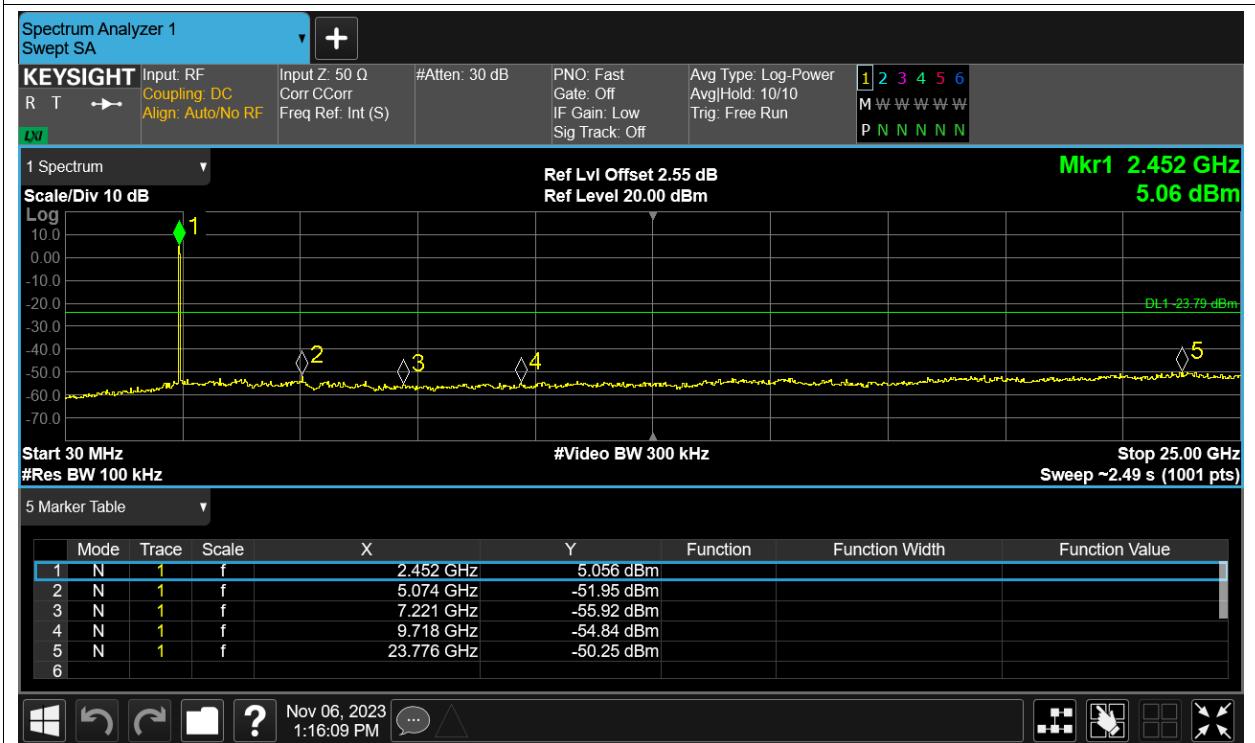 Spectrum Analyzer 1
Swept SA
KEYSIGHT
R T
LXI
Input: RF
Coupling: DC
Align: Auto/No RF
Input Z: 50 Ω
Corr CCorr
Freq Ref: Int (S)
#Atten: 30 dB
PNO: Fast
Gate: Off
IF Gain: Low
Sig Track: Off
Avg Type: Log-Power
Avg|Hold: 10/10
Trig: Free Run
1 2 3 4 5 6
M W W W W W
P N N N N N
1 Spectrum
Scale/Div 10 dB
Ref Lvl Offset 2.55 dB
Ref Level 20.00 dBm
Mkr1 2.452 GHz
5.06 dBm
Log
10.0
0.00
-10.0
-20.0
-30.0
-40.0
-50.0
-60.0
-70.0
1
2
3
4
5
DL1 -23.79 dBm
Start 30 MHz
#Res BW 100 kHz
#Video BW 300 kHz
Stop 25.00 GHz
Sweep ~2.49 s (1001 pts)
5 Marker Table
Mode Trace Scale X Y Function Function Width Function Value
1 N 1 f 2.452 GHz 5.056 dBm
2 N 1 f 5.074 GHz -51.95 dBm
3 N 1 f 7.221 GHz -55.92 dBm
4 N 1 f 9.718 GHz -54.84 dBm
5 N 1 f 23.776 GHz -50.25 dBm
6
?
Nov 06, 2023
1:16:09 PM